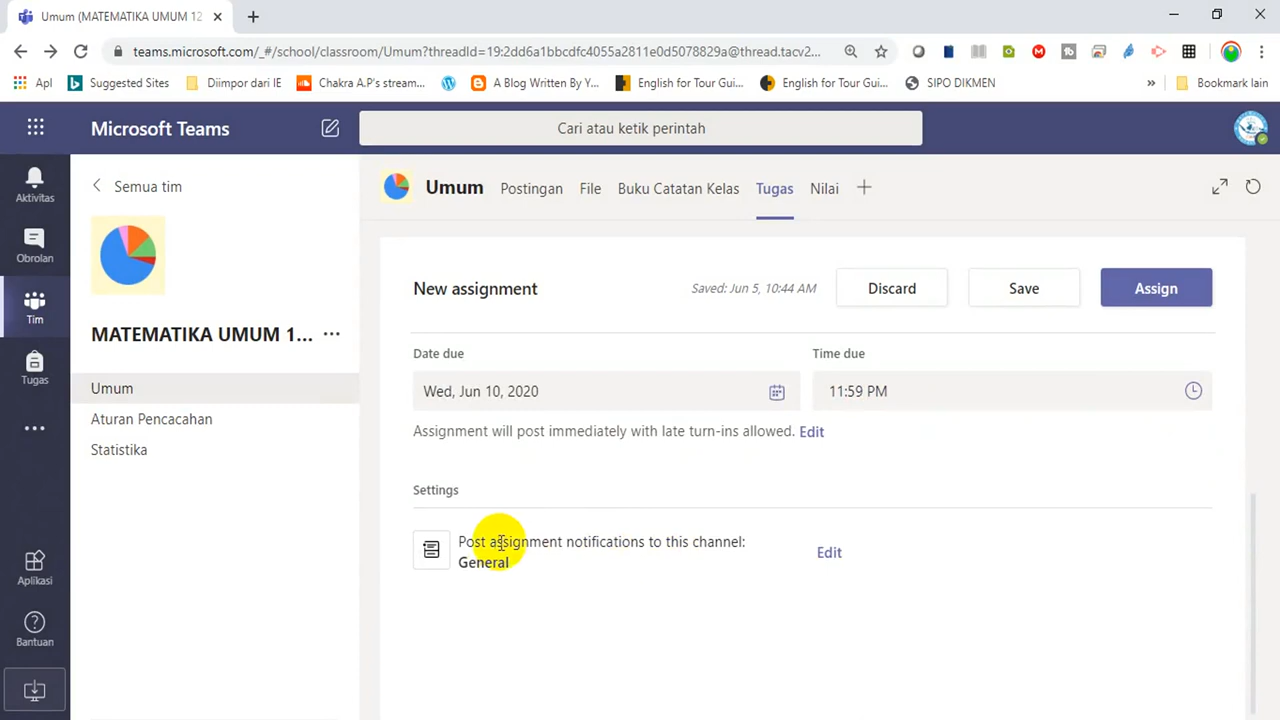 Umum (MATEMATIKA UMUM 12
teams.microsoft.com/_#/school/classroom/Umum?threadId=19:2dd6a1bbcdfc4055a2811e0d5078829a@thread.tacv2...
Apl
Suggested Sites
Diimpor dari IE
Chakra A.P's stream...
A Blog Written By Y...
English for Tour Gui...
English for Tour Gui...
SIPO DIKMEN
»
Bookmark lain
Microsoft Teams
Cari atau ketik perintah
Aktivitas
Obrolan
Tim
Tugas
Aplikasi
Bantuan
Semua tim
MATEMATIKA UMUM 1... ...
Umum
Aturan Pencacahan
Statistika
Umum Postingan File Buku Catatan Kelas Tugas Nilai +
New assignment
Saved: Jun 5, 10:44 AM
Discard
Save
Assign
Date due
Time due
Wed, Jun 10, 2020
11:59 PM
Assignment will post immediately with late turn-ins allowed. Edit
Settings
Post assignment notifications to this channel:
General
Edit